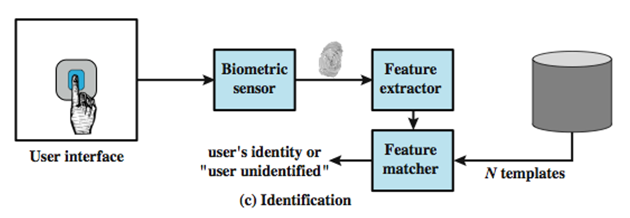 Biometric
sensor
Feature
extractor
User interface
user's identity or
"user unidentified"
Feature
matcher
N templates
(c) Identification